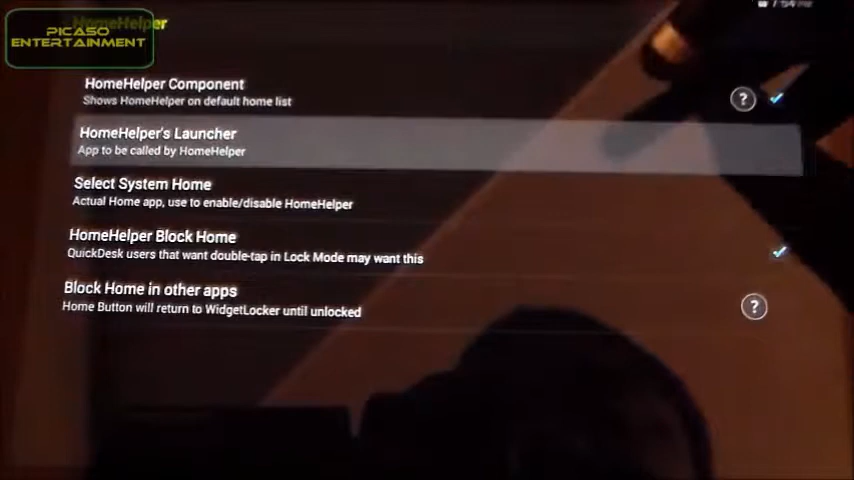 HomeHelper
PICASO
ENTERTAINMENT
7:54 PM
HomeHelper Component
Shows HomeHelper on default home list
?
HomeHelper's Launcher
App to be called by HomeHelper
Select System Home
Actual Home app, use to enable/disable HomeHelper
HomeHelper Block Home
QuickDesk users that want double-tap in Lock Mode may want this
Block Home in other apps
Home Button will return to WidgetLocker until unlocked
?